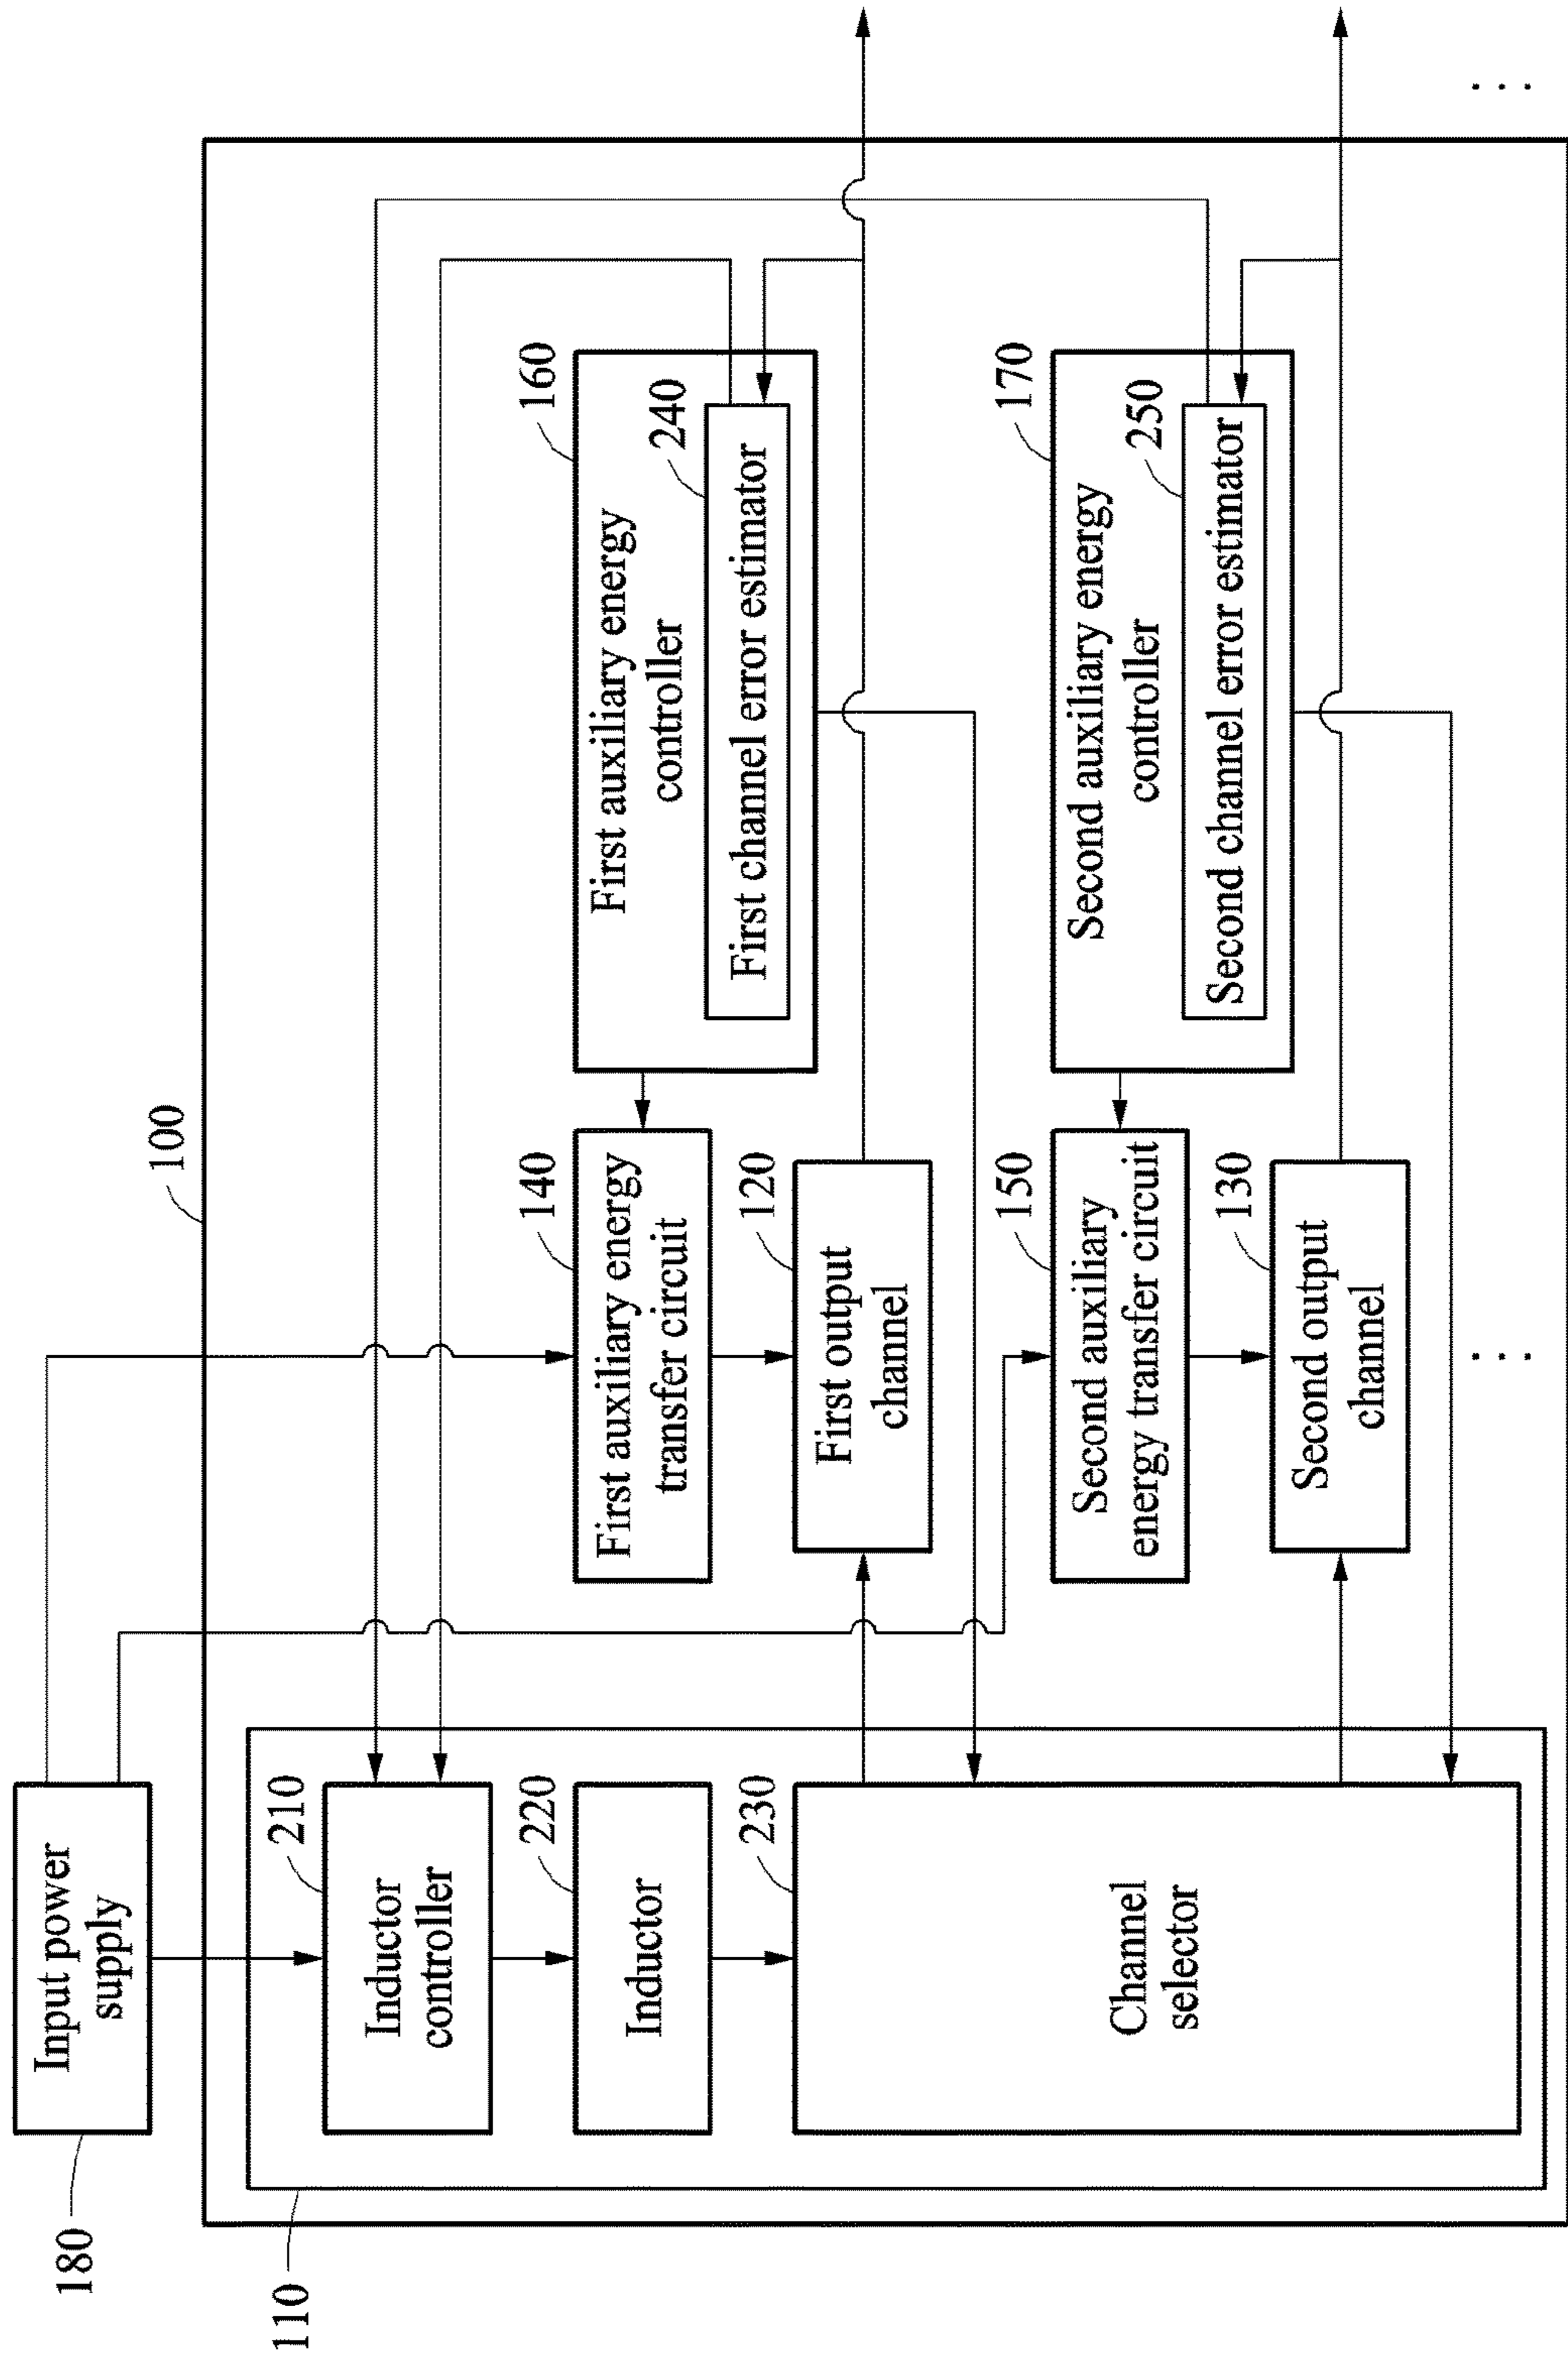 180
Input power
supply
100
110
210
Inductor
controller
220
Inductor
230
Channel
selector
140
First auxiliary energy
transfer circuit
120
First output
channel
160
First auxiliary energy
controller
240
First channel error estimator
150
Second auxiliary
energy transfer circuit
130
Second output
channel
170
Second auxiliary energy
controller
250
Second channel error estimator
...
...